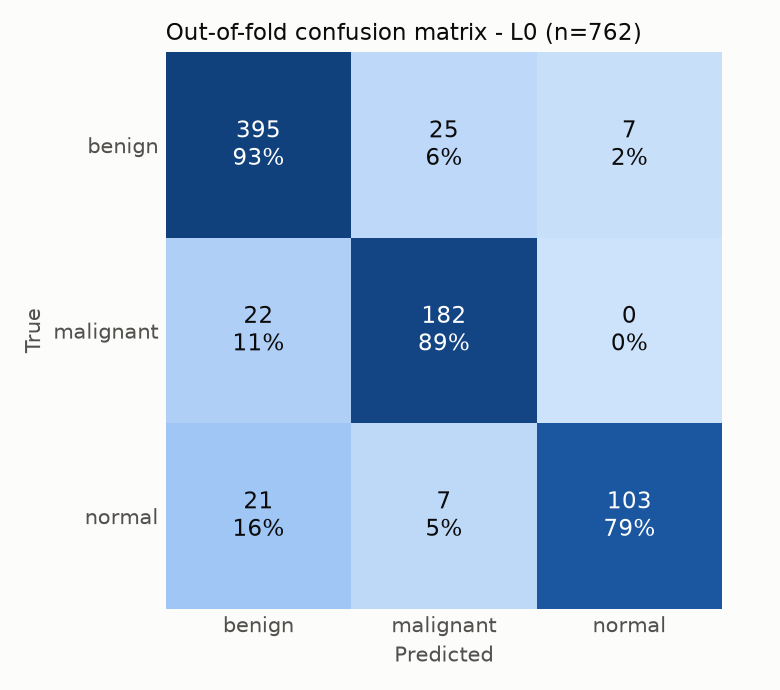 Out-of-fold confusion matrix - L0 (n=762)
True
benign
395
93%
25
6%
7
2%
malignant
22
11%
182
89%
0
0%
normal
21
16%
7
5%
103
79%
benign malignant normal
Predicted